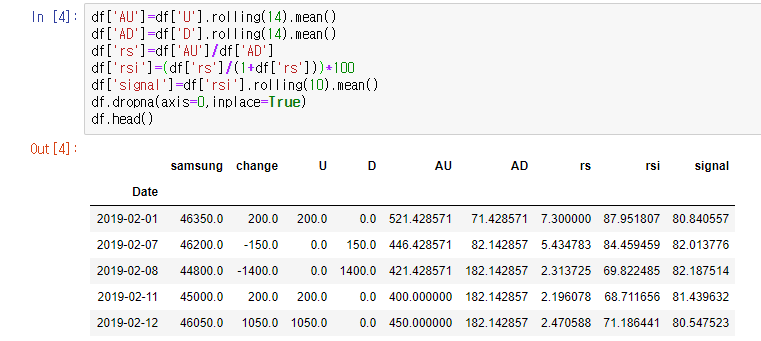 In [4]: df['AU']=df['U'].rolling(14).mean()
df['AD']=df['D'].rolling(14).mean()
df['rs']=df['AU']/df['AD']
df['rsi']=(df['rs']/(1+df['rs']))*100
df['signal']=df['rsi'].rolling(10).mean()
df.dropna(axis=0,inplace=True)
df.head()
Out[4]:
samsung change U D AU AD rs rsi signal
Date
2019-02-01 46350.0 200.0 200.0 0.0 521.428571 71.428571 7.300000 87.951807 80.840557
2019-02-07 46200.0 -150.0 0.0 150.0 446.428571 82.142857 5.434783 84.459459 82.013776
2019-02-08 44800.0 -1400.0 0.0 1400.0 421.428571 182.142857 2.313725 69.822485 82.187514
2019-02-11 45000.0 200.0 200.0 0.0 400.000000 182.142857 2.196078 68.711656 81.439632
2019-02-12 46050.0 1050.0 1050.0 0.0 450.000000 182.142857 2.470588 71.186441 80.547523